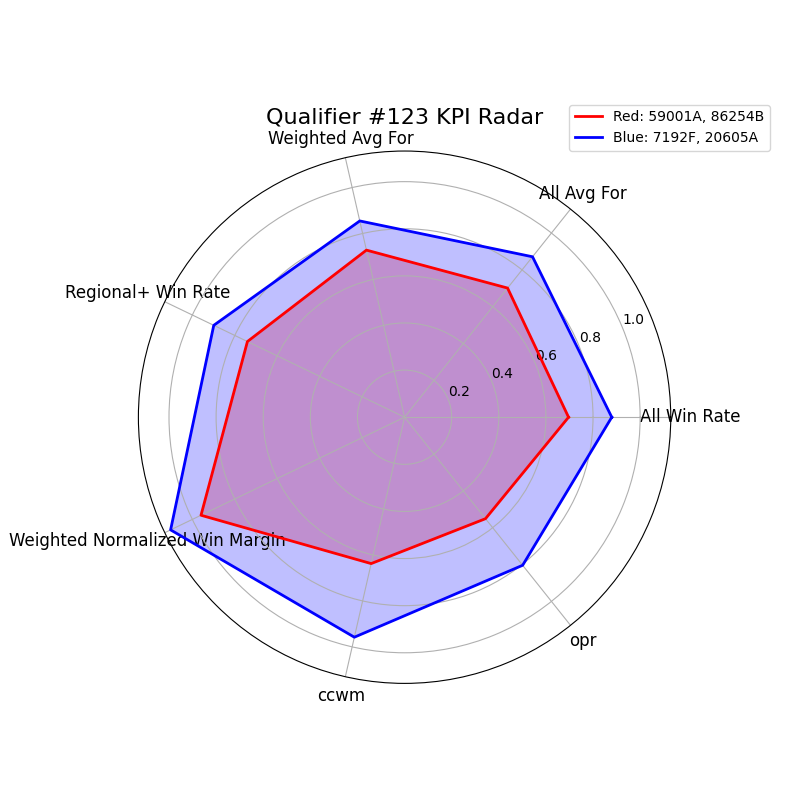 Qualifier #123 KPI Radar
Red: 59001A, 86254B
Blue: 7192F, 20605A
Weighted Avg For
All Avg For
Regional+ Win Rate
1.0
0.8
0.6
0.4
0.2
All Win Rate
Weighted Normalized Win Margin
opr
ccwm